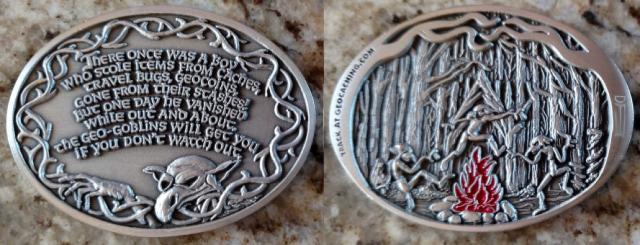 There once was a boy
who stole items from caches,
Travel bugs, geocoins,
gone from their stashes!
But one day he vanished
while out and about.
The geo-goblins will get you
if you don't watch out.
TRACK AT GEOCACHING.COM